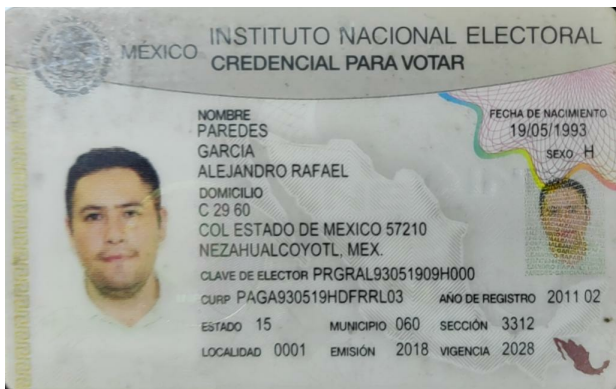 MÉXICO INSTITUTO NACIONAL ELECTORAL
CREDENCIAL PARA VOTAR
NOMBRE
PAREDES
GARCIA
ALEJANDRO RAFAEL
FECHA DE NACIMIENTO
19/05/1993
SEXO H
DOMICILIO
C 29 60
COL ESTADO DE MEXICO 57210
NEZAHUALCOYOTL, MEX.
CLAVE DE ELECTOR PRGRAL93051909H000
CURP PAGA930519HDFRRL03 AÑO DE REGISTRO 2011 02
ESTADO 15 MUNICIPIO 060 SECCIÓN 3312
LOCALIDAD 0001 EMISIÓN 2018 VIGENCIA 2028